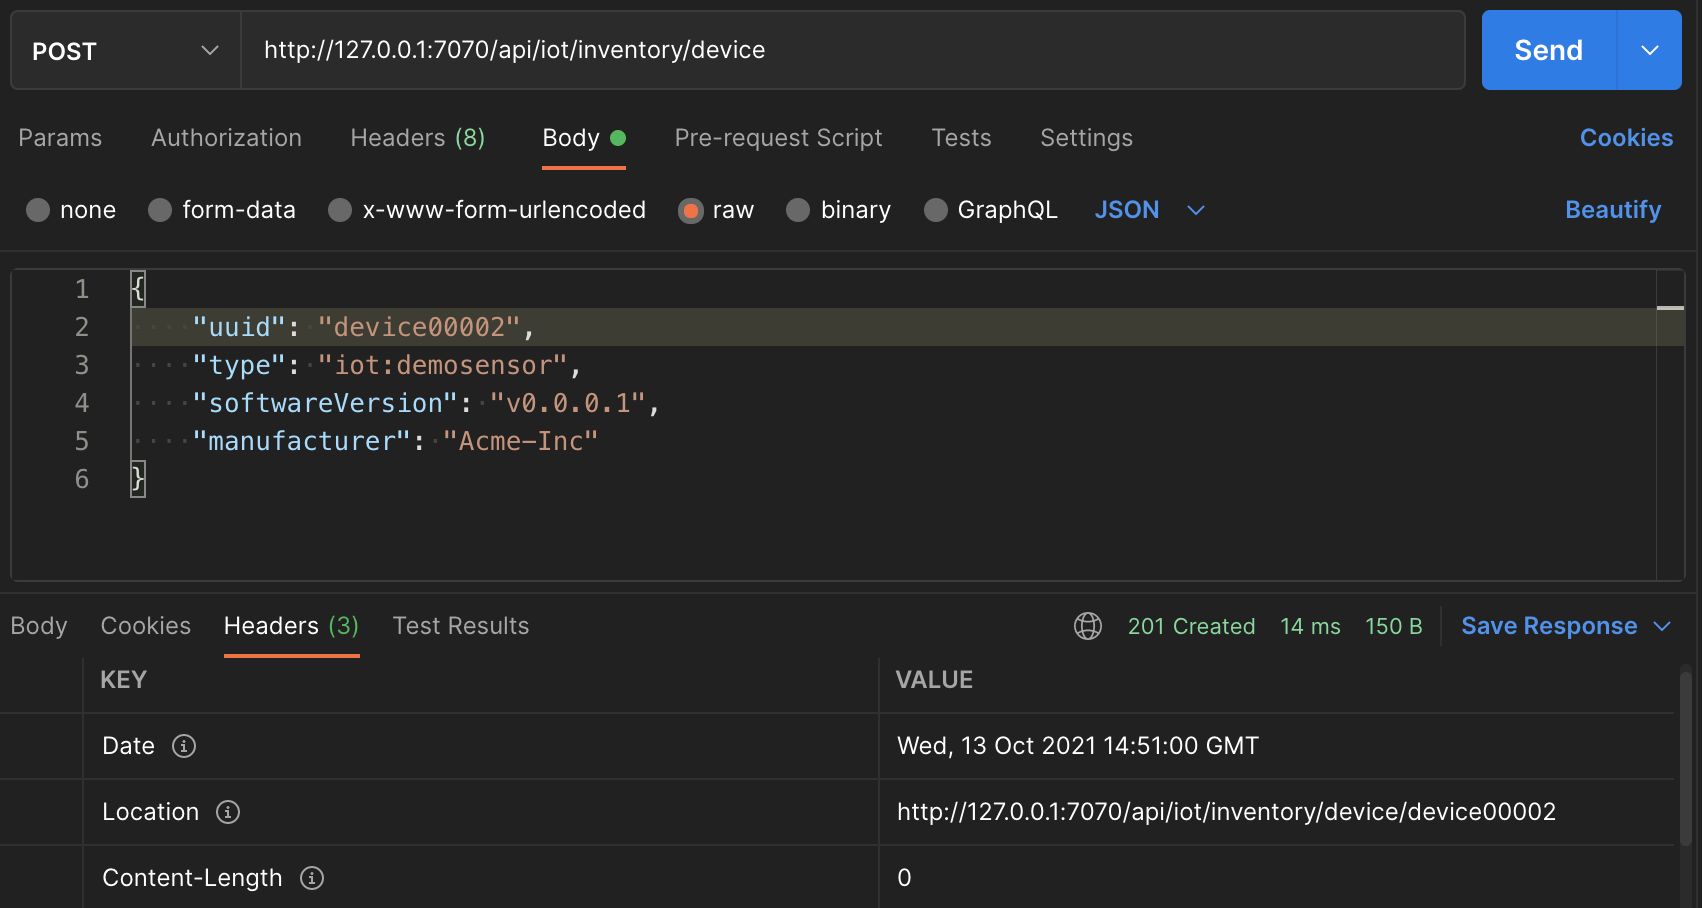 POST http://127.0.0.1:7070/api/iot/inventory/device Send
Params Authorization Headers (8) Body Pre-request Script Tests Settings Cookies
none form-data x-www-form-urlencoded raw binary GraphQL JSON Beautify
1 {
2 "uuid": "device00002",
3 "type": "iot:demosensor",
4 "softwareVersion": "v0.0.0.1",
5 "manufacturer": "Acme-Inc"
6 }
Body Cookies Headers (3) Test Results 201 Created 14 ms 150 B Save Response
KEY VALUE
Date Wed, 13 Oct 2021 14:51:00 GMT
Location http://127.0.0.1:7070/api/iot/inventory/device/device00002
Content-Length 0